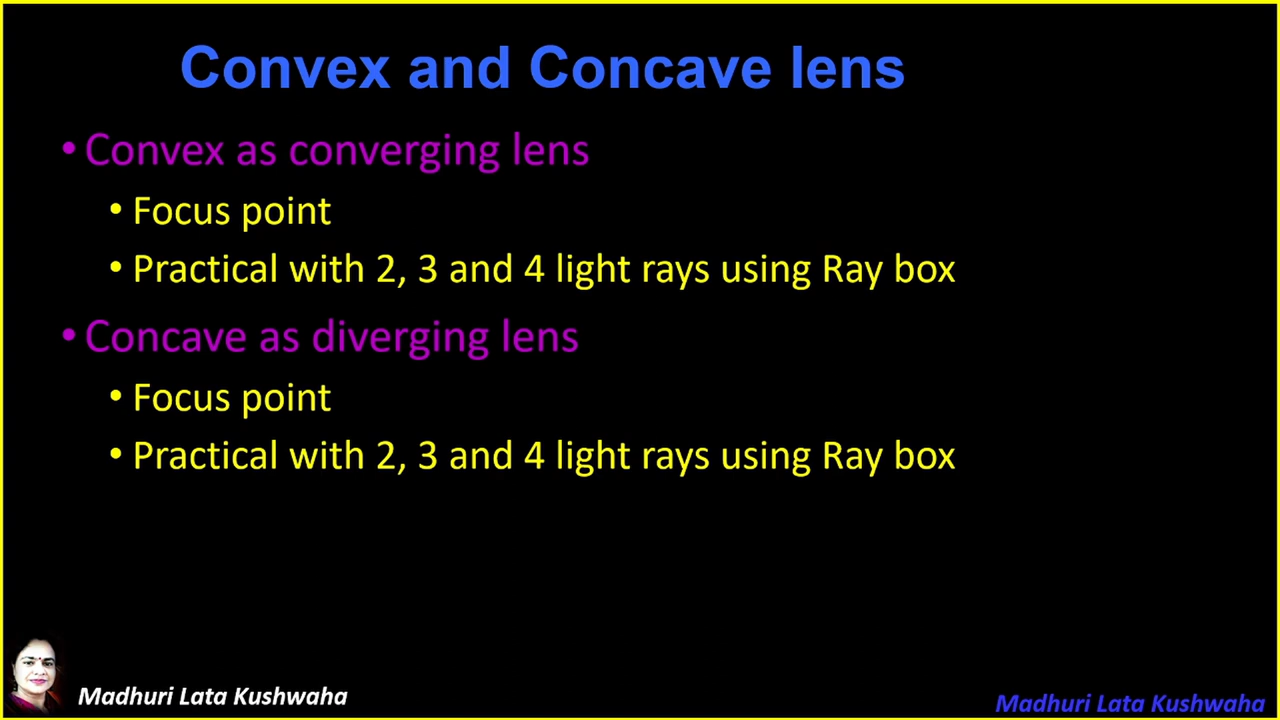 Convex and Concave lens
• Convex as converging lens
• Focus point
• Practical with 2, 3 and 4 light rays using Ray box
• Concave as diverging lens
• Focus point
• Practical with 2, 3 and 4 light rays using Ray box
Madhuri Lata Kushwaha
Madhuri Lata Kushwaha